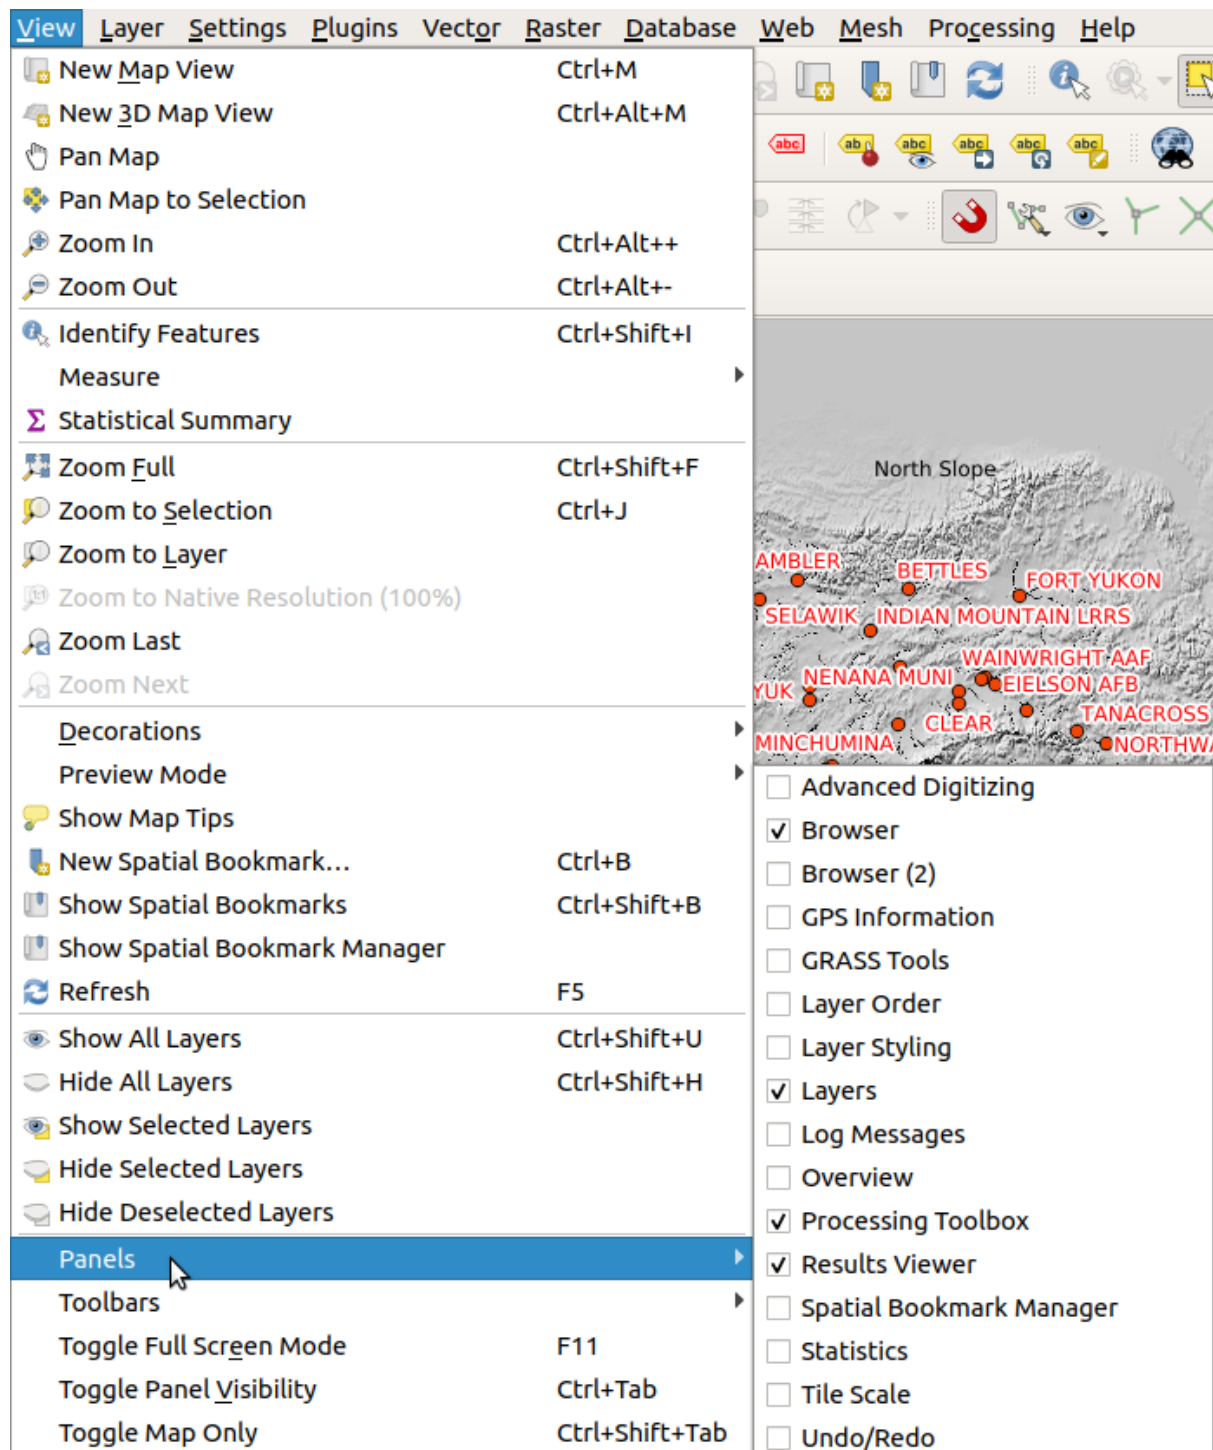 View Layer Settings Plugins Vector Raster Database Web Mesh Processing Help
New Map View Ctrl+M
New 3D Map View Ctrl+Alt+M
Pan Map
Pan Map to Selection
Zoom In Ctrl+Alt++
Zoom Out Ctrl+Alt+-
Identify Features Ctrl+Shift+I
Measure
Statistical Summary
Zoom Full Ctrl+Shift+F
Zoom to Selection Ctrl+J
Zoom to Layer
Zoom to Native Resolution (100%)
Zoom Last
Zoom Next
Decorations
Preview Mode
Show Map Tips
New Spatial Bookmark... Ctrl+B
Show Spatial Bookmarks Ctrl+Shift+B
Show Spatial Bookmark Manager
Refresh F5
Show All Layers Ctrl+Shift+U
Hide All Layers Ctrl+Shift+H
Show Selected Layers
Hide Selected Layers
Hide Deselected Layers
Panels
Toolbars
Toggle Full Screen Mode F11
Toggle Panel Visibility Ctrl+Tab
Toggle Map Only Ctrl+Shift+Tab
abc ab abc abc abc abc
North Slope
AMBLER
BETTLES
FORT YUKON
SELAWIK
INDIAN MOUNTAIN LRRS
WAINWRIGHT AAF
NENANA MUNI
EIELSON AFB
YUK
CLEAR
TANACROSS
MINCHUMINA
NORTHWA
Advanced Digitizing
Browser
Browser (2)
GPS Information
GRASS Tools
Layer Order
Layer Styling
Layers
Log Messages
Overview
Processing Toolbox
Results Viewer
Spatial Bookmark Manager
Statistics
Tile Scale
Undo/Redo